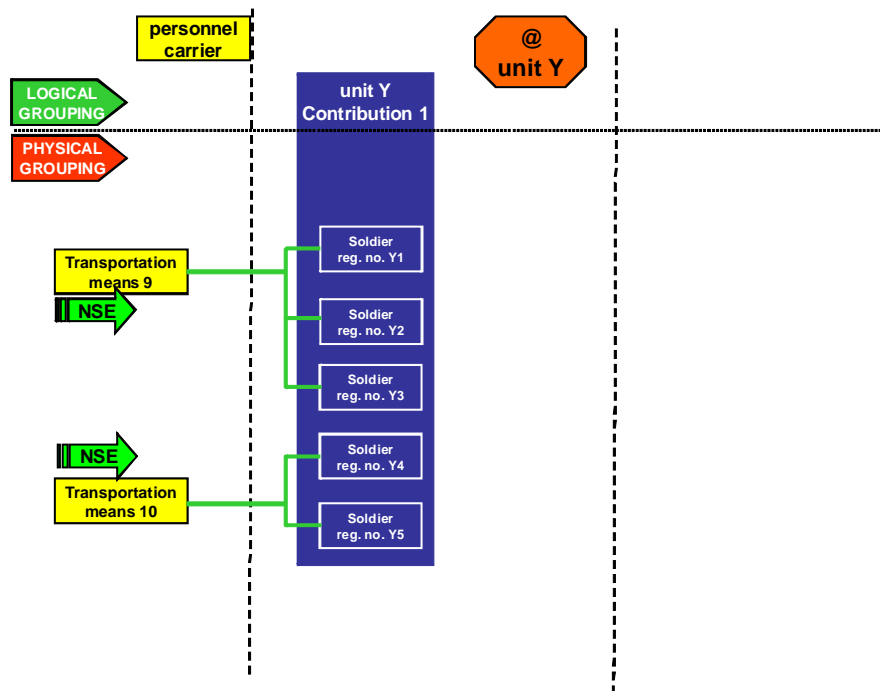 personnel
carrier
@
unit Y
LOGICAL
GROUPING
unit Y
Contribution 1
PHYSICAL
GROUPING
Soldier
reg. no. Y1
Transportation
means 9
NSE
Soldier
reg. no. Y2
Soldier
reg. no. Y3
NSE
Soldier
reg. no. Y4
Transportation
means 10
Soldier
reg. no. Y5